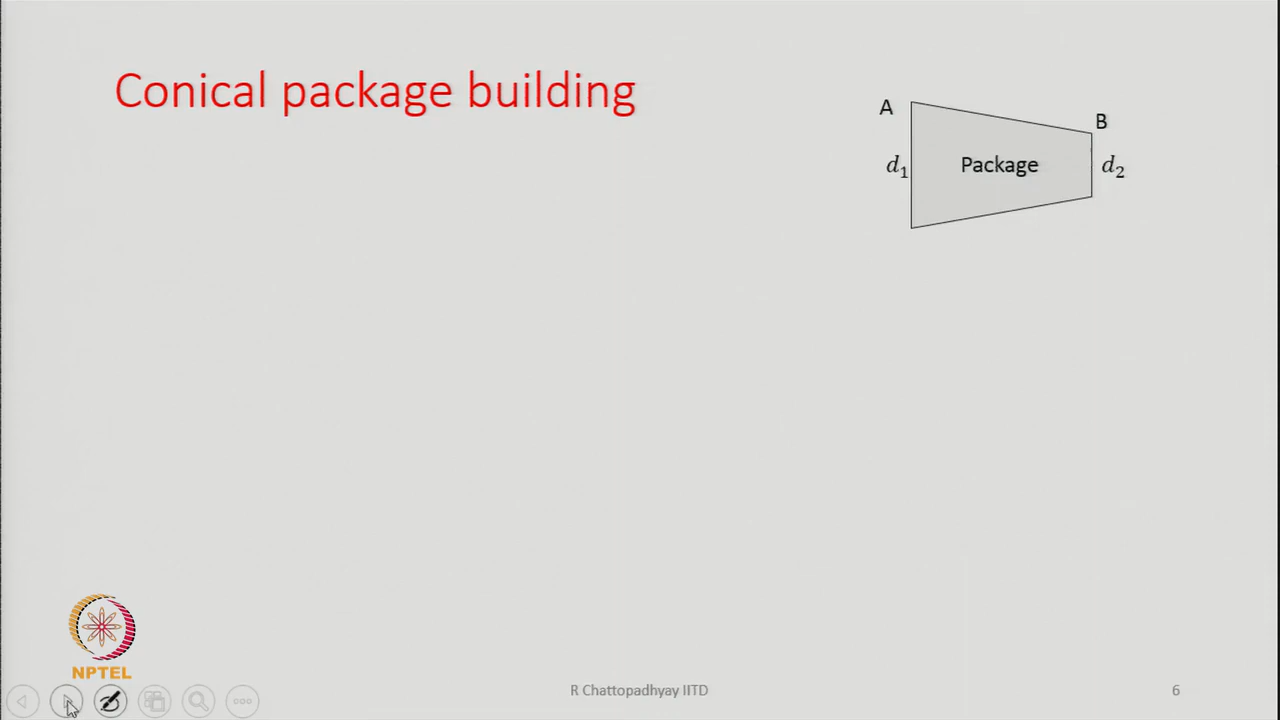 Conical package building
A
B
d₁
Package
d₂
NPTEL
R Chattopadhyay IITD
6